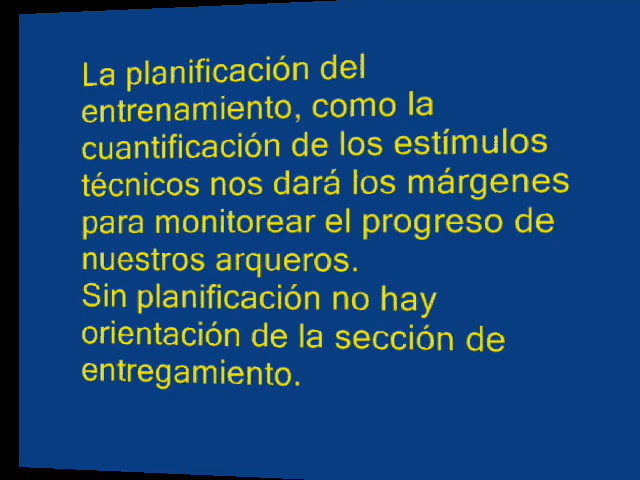 La planificación del
entrenamiento, como la
cuantificación de los estímulos
técnicos nos dará los márgenes
para monitorear el progreso de
nuestros arqueros.
Sin planificación no hay
orientación de la sección de
entregamiento.